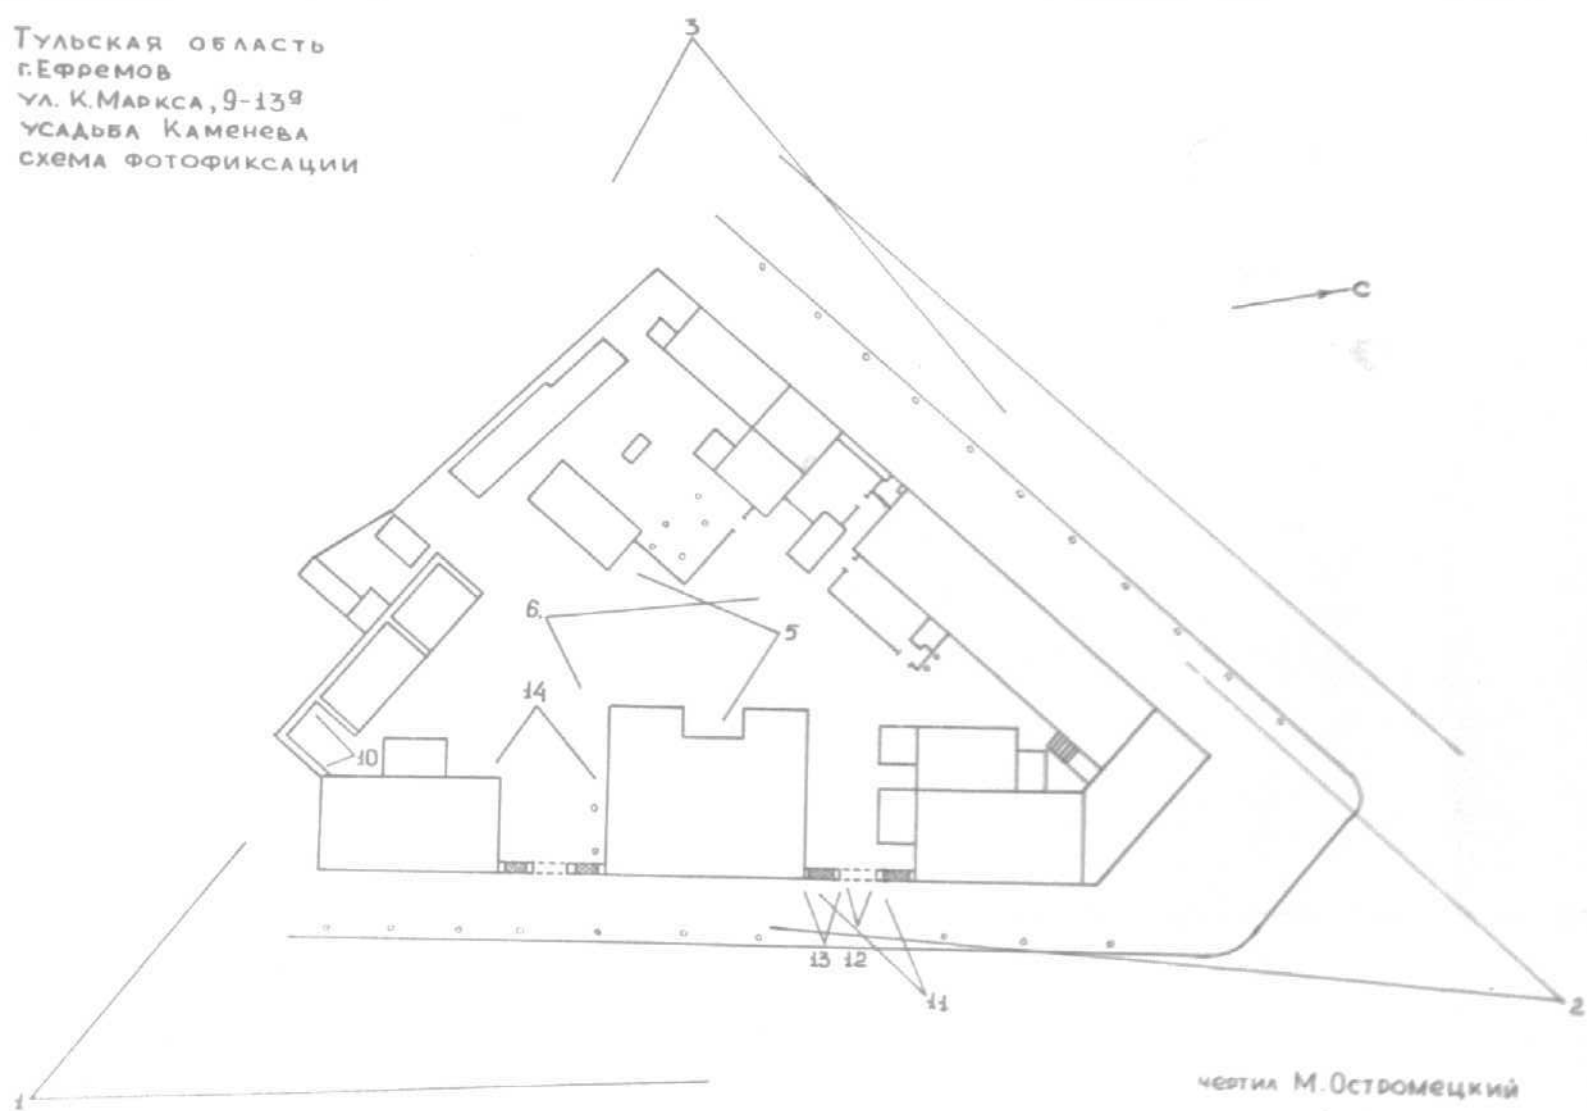 Тульская область
г.Ефремов
ул. К.Маркса, 9-13а
усадьба Каменева
схема фотофиксации
3
С
6.
5
14
10
13 12
11
2
1
чертил М.Остромецкий